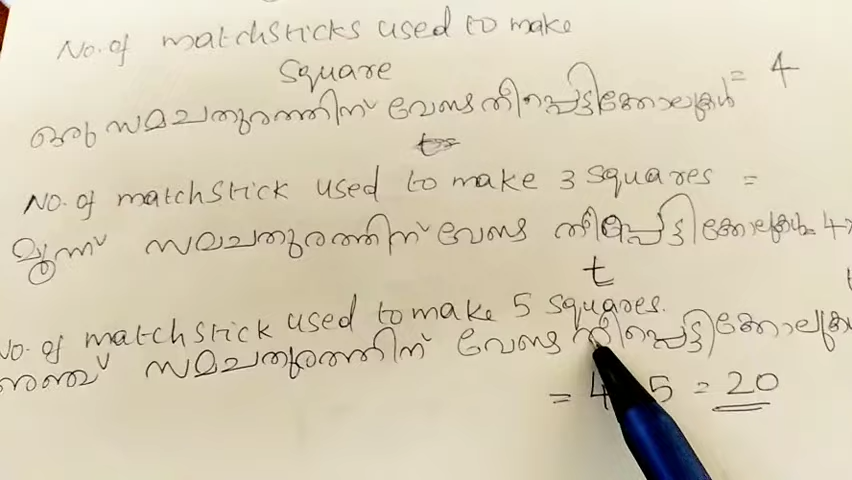 No. of matchsticks used to make
Square = 4
ഒരു സമചതുരത്തിന് വേണ്ട തീപ്പെട്ടിക്കോലുകൾ
No. of matchstick used to make 3 squares =
മൂന്ന് സമചതുരത്തിന് വേണ്ട തീപ്പെട്ടിക്കോലുകൾ = 4×
t
No. of matchstick used to make 5 squares.
അഞ്ച് സമചതുരത്തിന് വേണ്ട തീപ്പെട്ടിക്കോലുകൾ
= 4 5 = 20